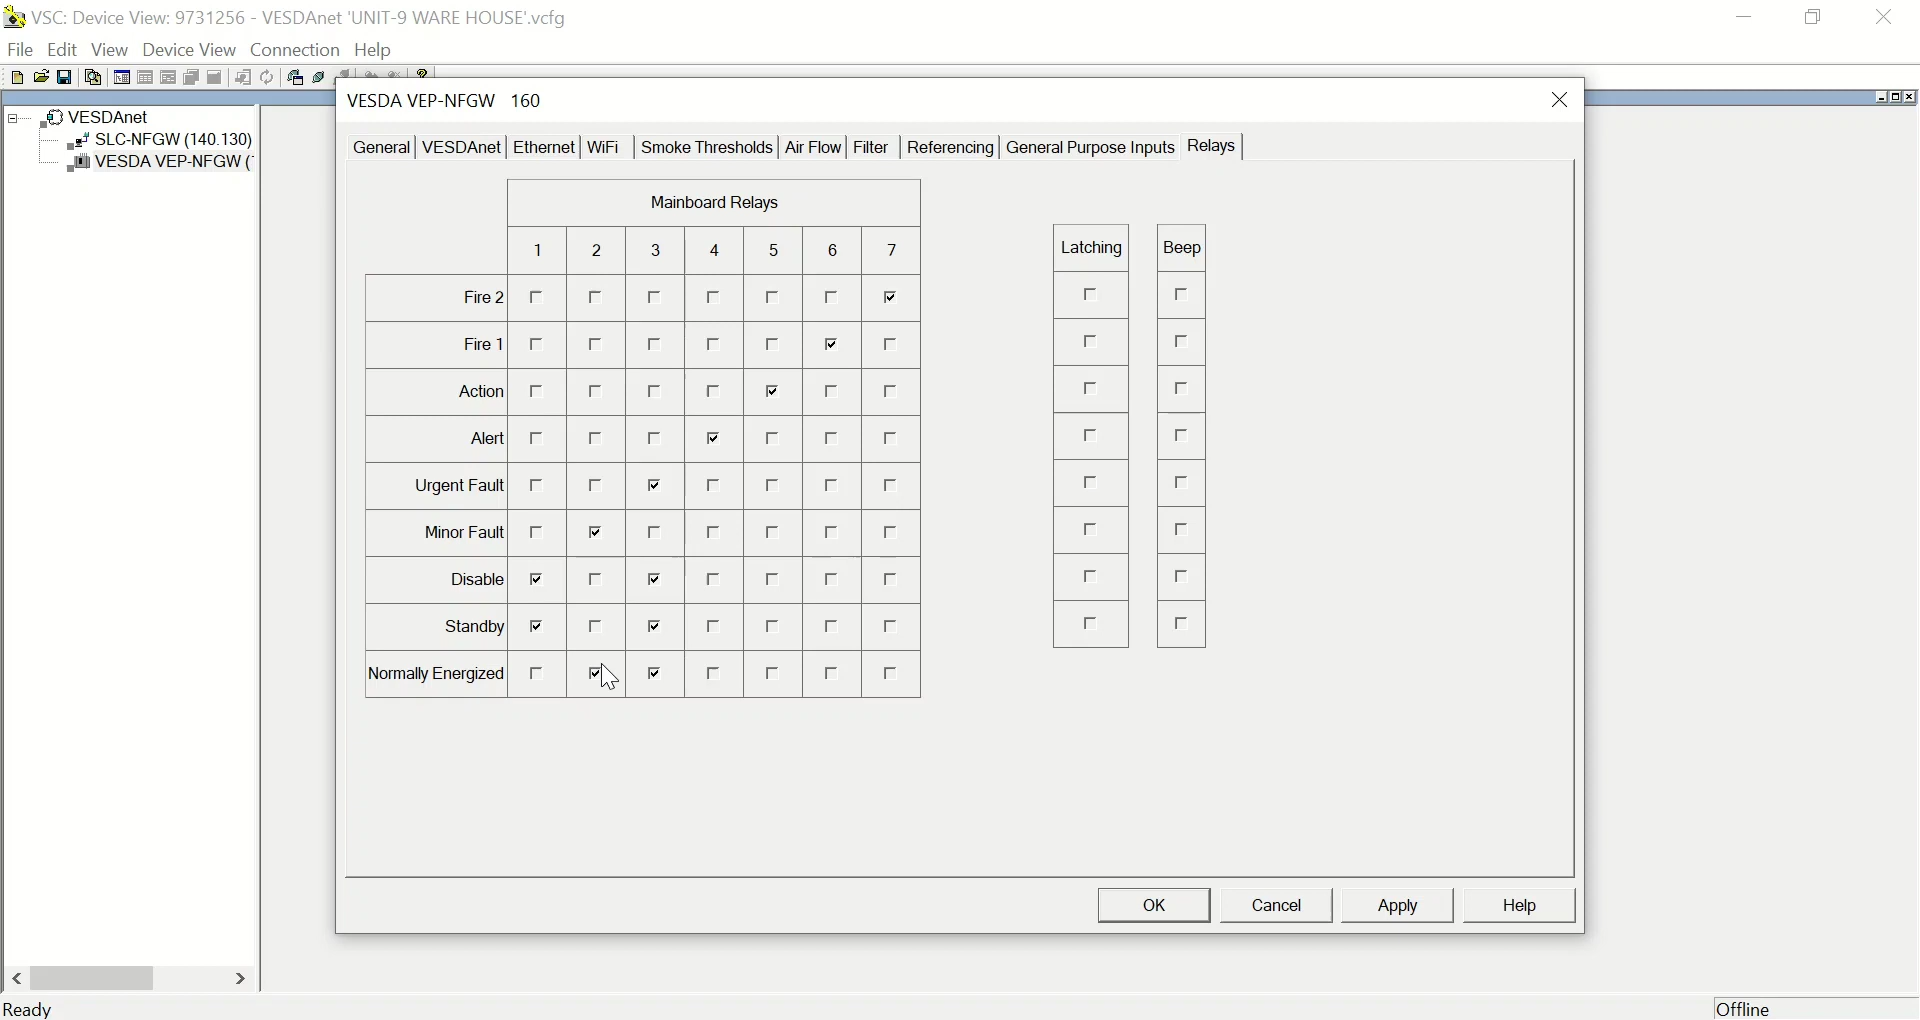 VSC: Device View: 9731256 - VESDAnet 'UNIT-9 WARE HOUSE'.vcfg
File Edit View Device View Connection Help
VESDA VEP-NFGW 160
VESDAnet
SLC-NFGW (140.130)
VESDA VEP-NFGW (
General VESDAnet Ethernet WiFi Smoke Thresholds Air Flow Filter Referencing General Purpose Inputs Relays
Mainboard Relays
1 2 3 4 5 6 7 Latching Beep
Fire 2
Fire 1
Action
Alert
Urgent Fault
Minor Fault
Disable
Standby
Normally Energized
OK Cancel Apply Help
Ready Offline